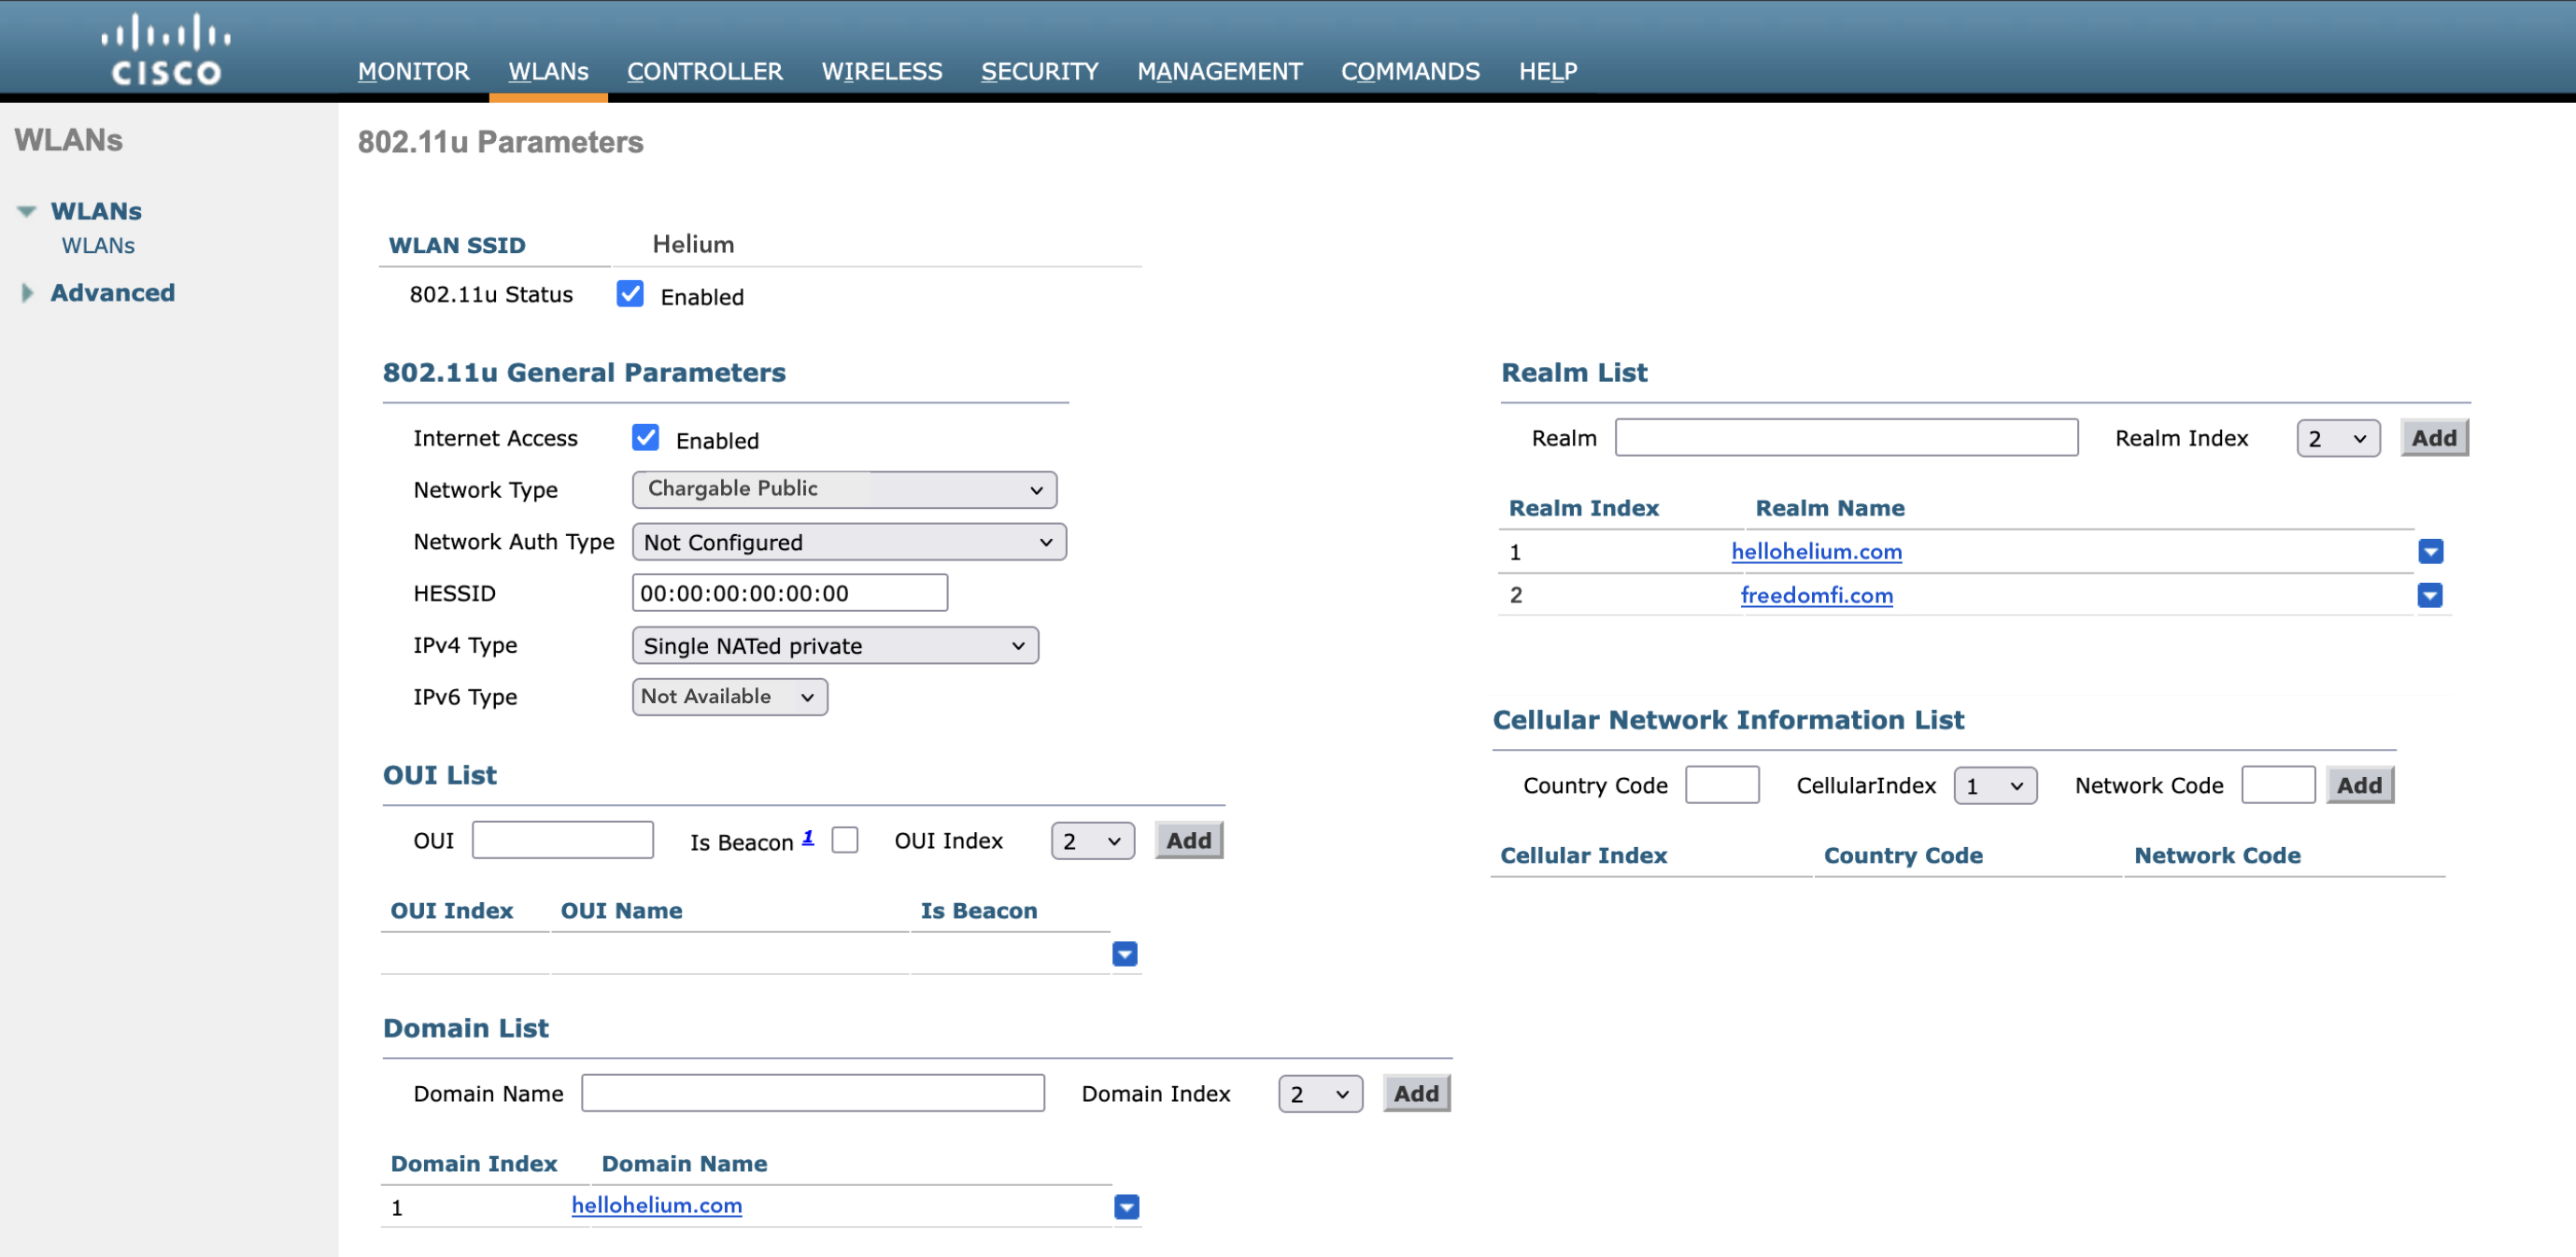 CISCO
MONITOR WLANs CONTROLLER WIRELESS SECURITY MANAGEMENT COMMANDS HELP
WLANs
WLANs
WLANs
Advanced
802.11u Parameters
WLAN SSID Helium
802.11u Status Enabled
802.11u General Parameters
Internet Access Enabled
Network Type Chargable Public
Network Auth Type Not Configured
HESSID 00:00:00:00:00:00
IPv4 Type Single NATed private
IPv6 Type Not Available
OUI List
OUI Is Beacon 1 OUI Index 2 Add
OUI Index OUI Name Is Beacon
Domain List
Domain Name Domain Index 2 Add
Domain Index Domain Name
1 hellohelium.com
Realm List
Realm Realm Index 2 Add
Realm Index Realm Name
1 hellohelium.com
2 freedomfi.com
Cellular Network Information List
Country Code CellularIndex 1 Network Code Add
Cellular Index Country Code Network Code